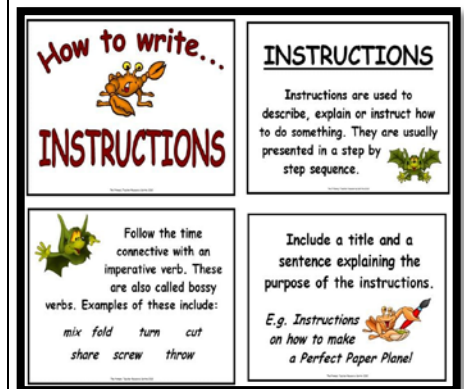 How to write...
INSTRUCTIONS
INSTRUCTIONS
Instructions are used to
describe, explain or instruct how
to do something. They are usually
presented in a step by
step sequence.
Follow the time
connective with an
imperative verb. These
are also called bossy
verbs. Examples of these include:
mix fold turn cut
share screw throw
Include a title and a
sentence explaining the
purpose of the instructions.
E.g. Instructions
on how to make
a Perfect Paper Plane!